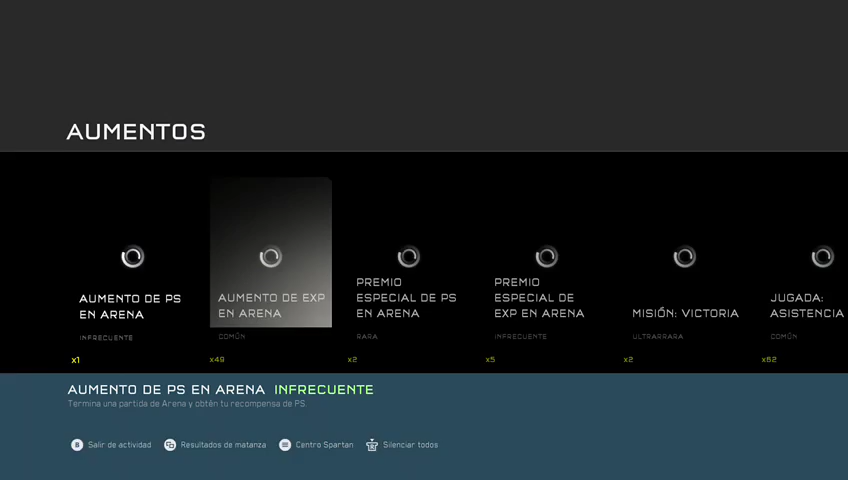 AUMENTOS
AUMENTO DE PS
EN ARENA
INFRECUENTE
x1
AUMENTO DE EXP
EN ARENA
COMÚN
x49
PREMIO
ESPECIAL DE PS
EN ARENA
RARA
x2
PREMIO
ESPECIAL DE
EXP EN ARENA
INFRECUENTE
x5
MISIÓN: VICTORIA
ULTRARRARA
x2
JUGADA:
ASISTENCIA
COMÚN
x62
AUMENTO DE PS EN ARENA INFRECUENTE
Termina una partida de Arena y obtén tu recompensa de PS.
B Salir de actividad Resultados de matanza Centro Spartan Silenciar todos